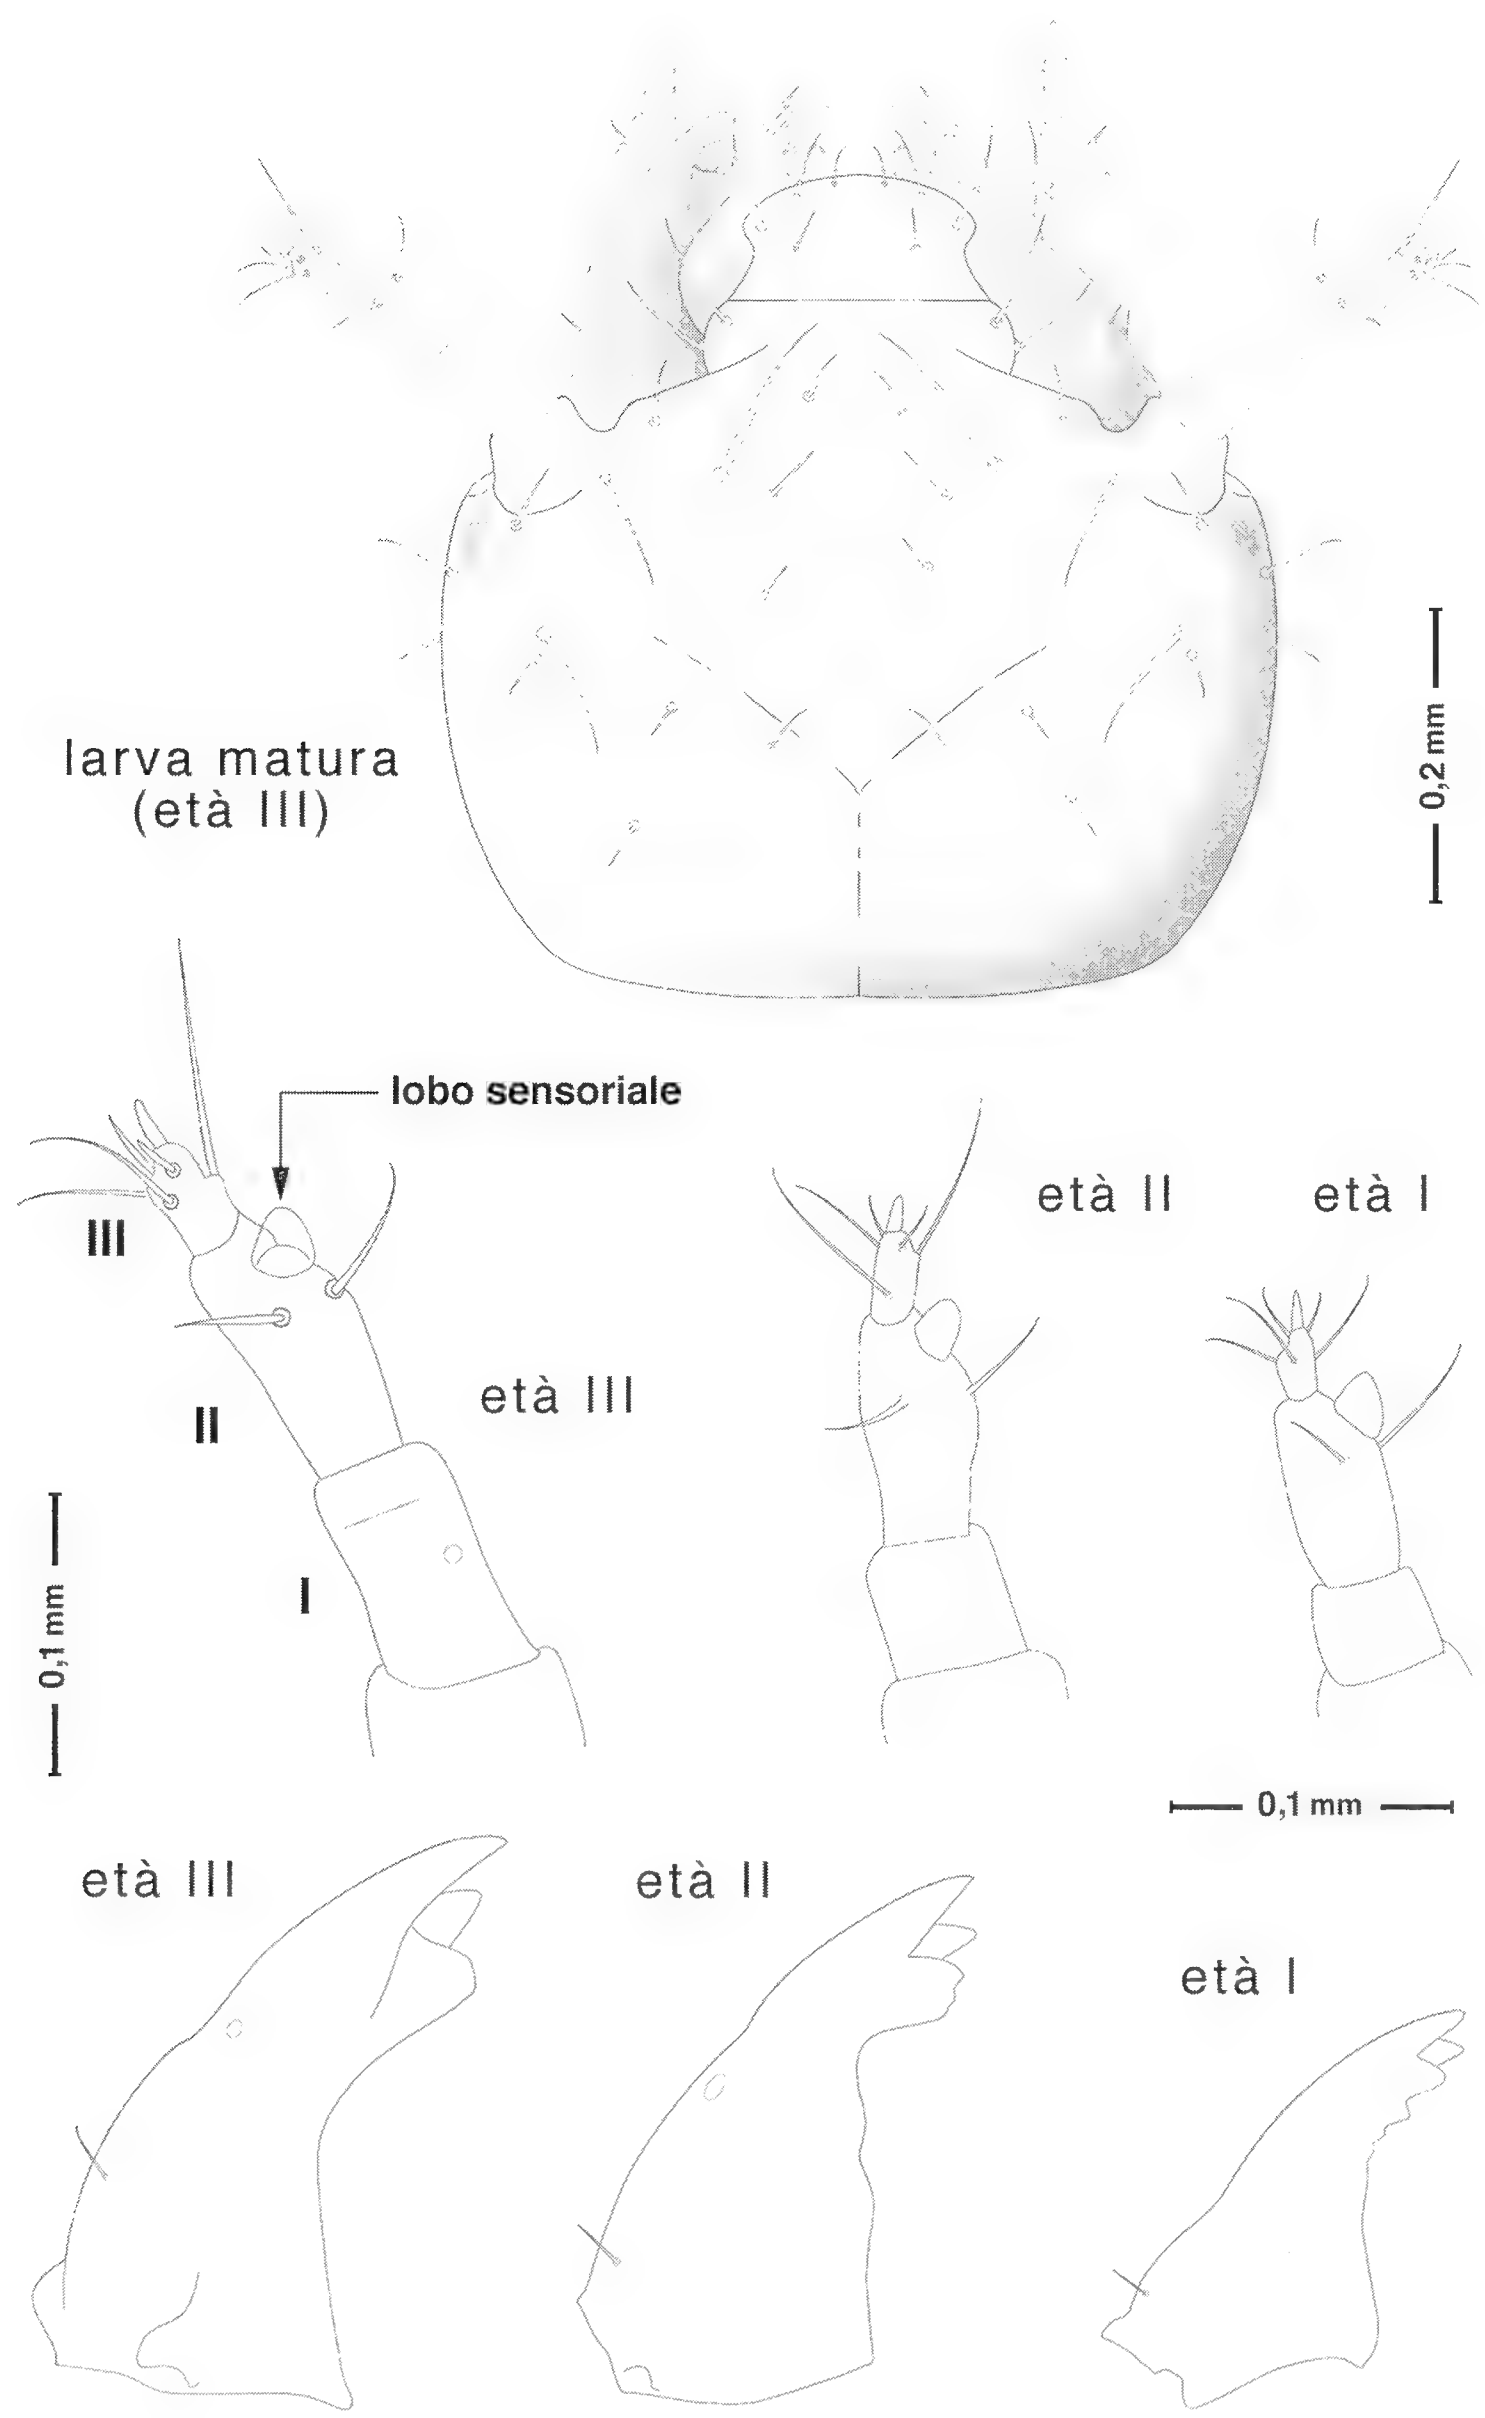 larva matura
(età III)
0,2 mm
lobo sensoriale
III
II
I
età III
età II
età I
0,1 mm
0,1 mm
età III
età II
età I